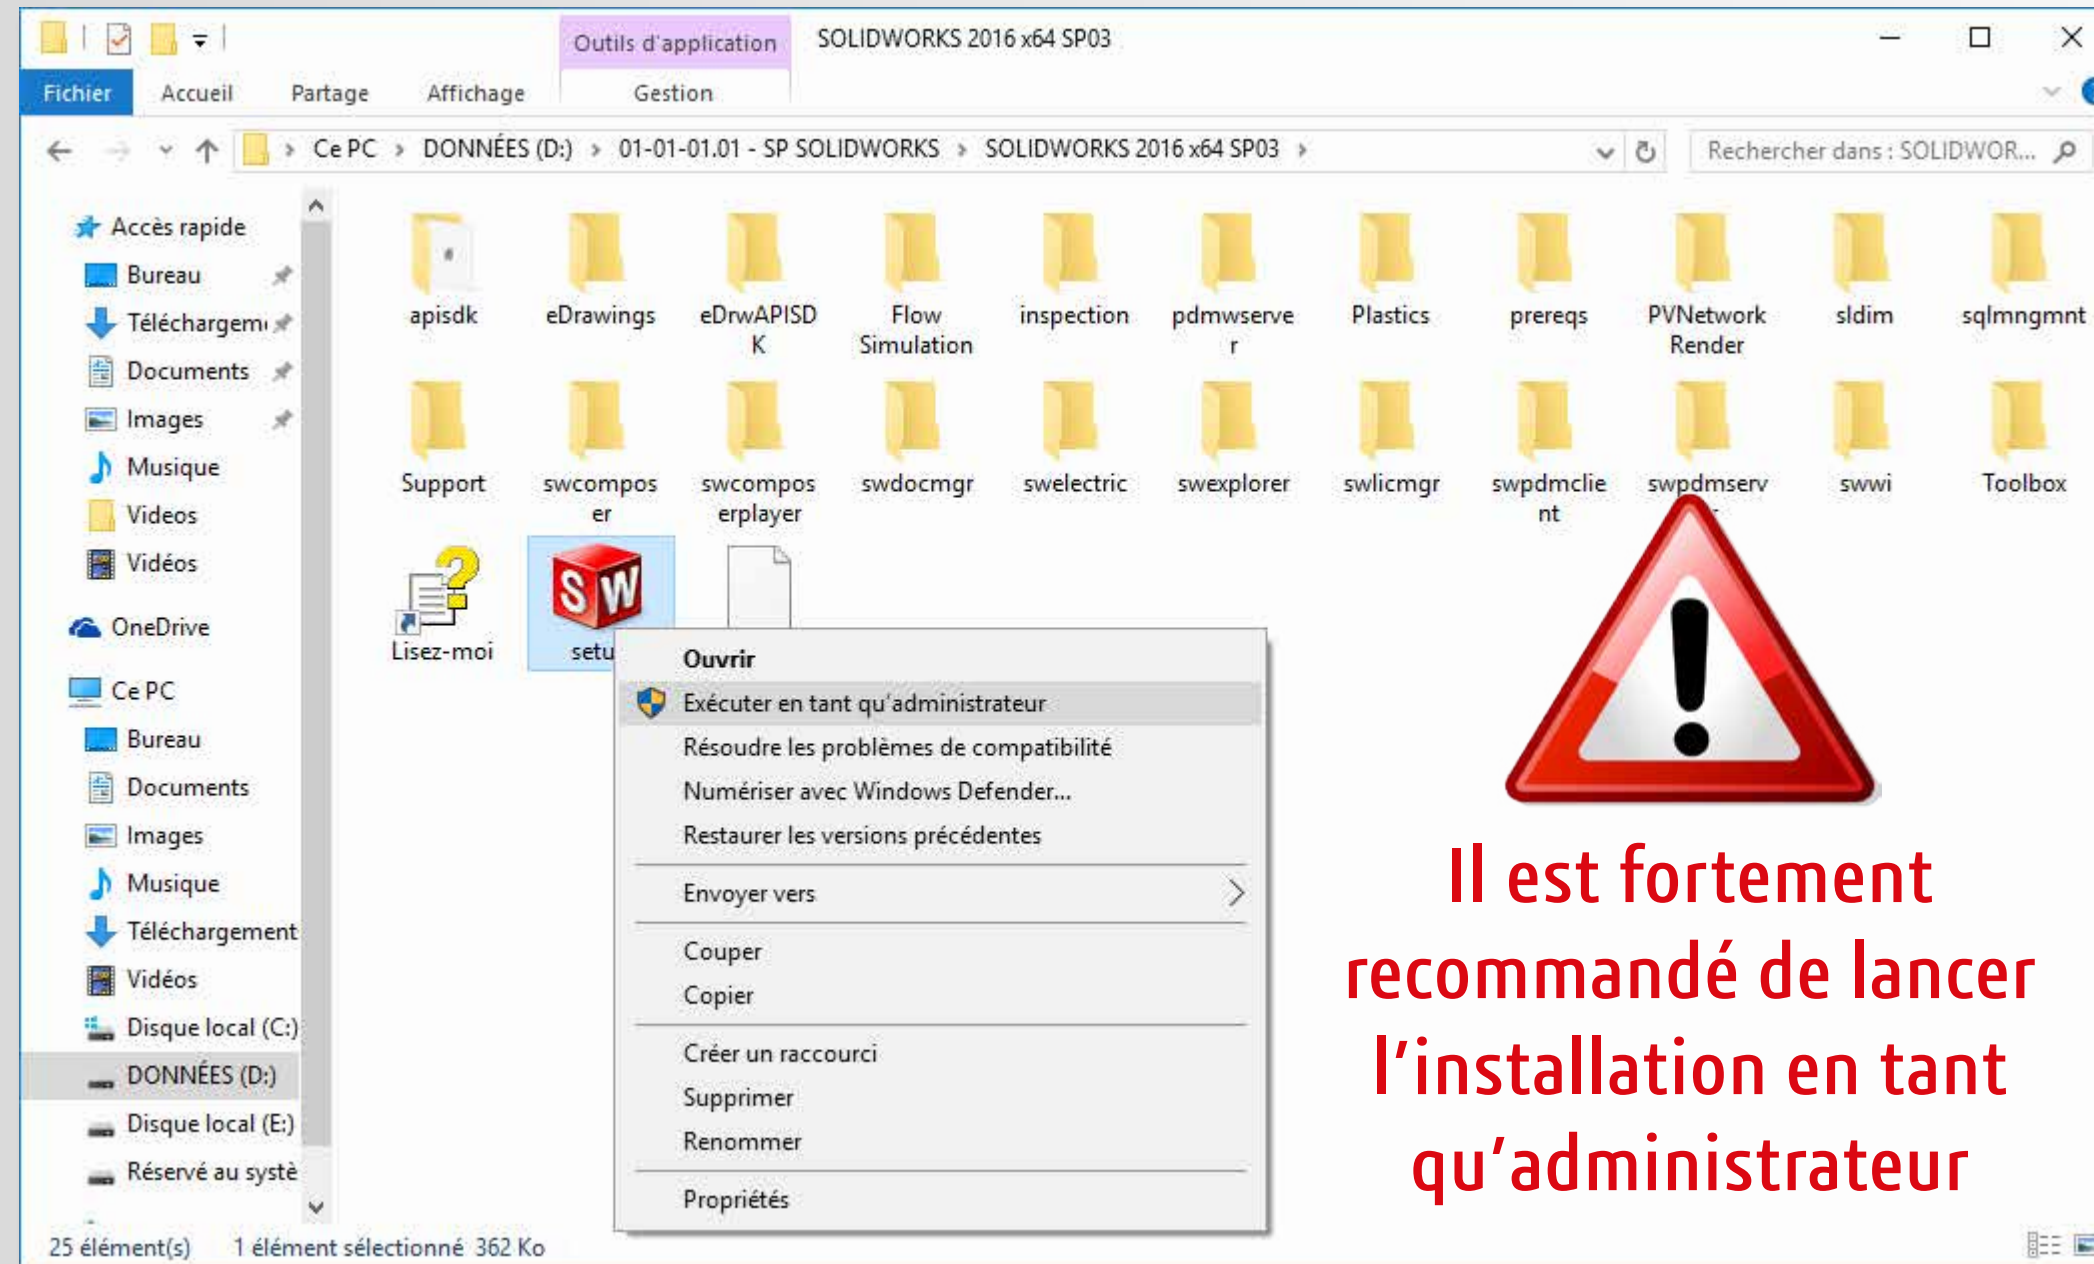 Outils d'application
SOLIDWORKS 2016 x64 SP03
Fichier
Accueil
Partage
Affichage
Gestion
Ce PC
DONNÉES (D:)
01-01-01.01 - SP SOLIDWORKS
SOLIDWORKS 2016 x64 SP03
Rechercher dans : SOLIDWOR...
Accès rapide
Bureau
Téléchargem
Documents
Images
Musique
Videos
Vidéos
OneDrive
Ce PC
Bureau
Documents
Images
Musique
Téléchargement
Vidéos
Disque local (C:)
DONNÉES (D:)
Disque local (E:)
Réservé au systè
apisdk
eDrawings
eDrwAPISD
K
Flow
Simulation
inspection
pdmwserve
r
Plastics
prereqs
PVNetwork
Render
sldim
sqlmngmnt
Support
swcompos
er
swcompos
erplayer
swdocmgr
swelectric
swexplorer
swlicmgr
swpdmclie
nt
swpdmserv
swwi
Toolbox
SW
Lisez-moi
setu
Ouvrir
Exécuter en tant qu'administrateur
Résoudre les problèmes de compatibilité
Numériser avec Windows Defender...
Restaurer les versions précédentes
Envoyer vers
Couper
Copier
Créer un raccourci
Supprimer
Renommer
Propriétés
Il est fortement
recommandé de lancer
l'installation en tant
qu'administrateur
25 élément(s)
1 élément sélectionné 362 Ko